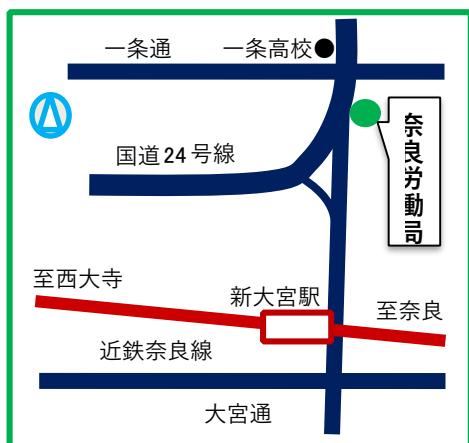 一条通
一条高校
奈良労働局
国道24号線
至西大寺
新大宮駅
至奈良
近鉄奈良線
大宮通